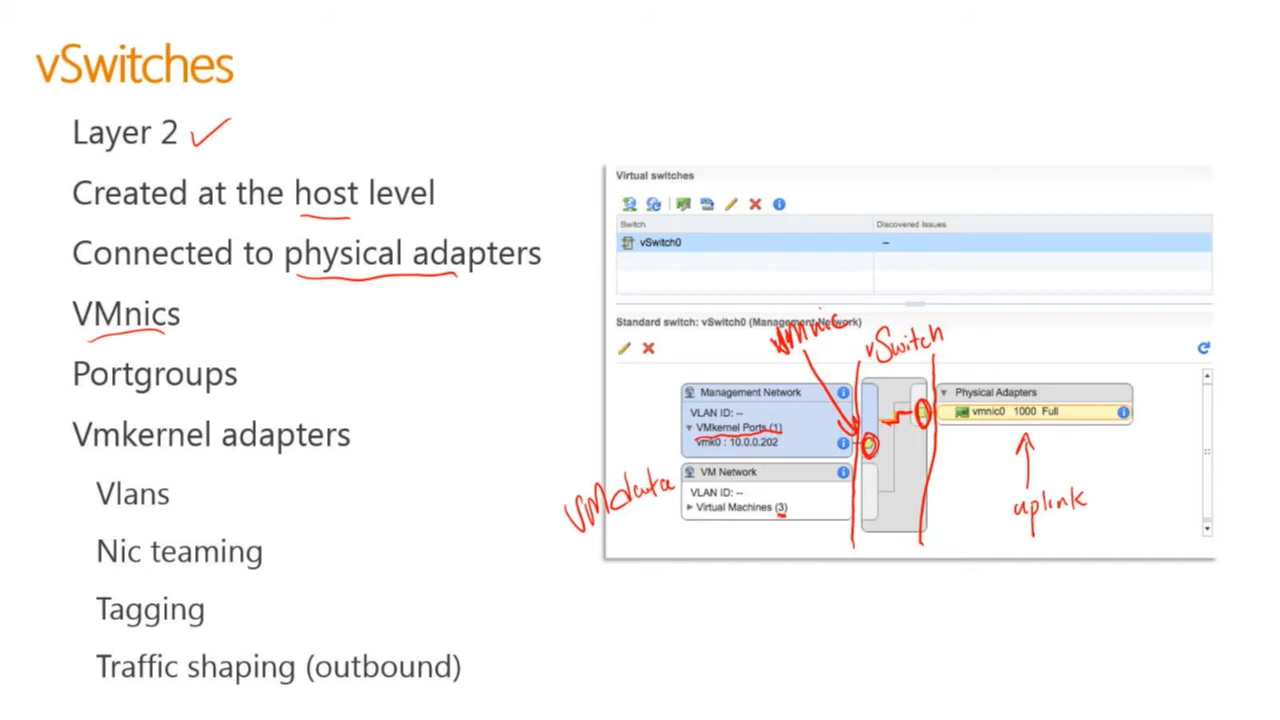 vSwitches
Layer 2
Created at the host level
Connected to physical adapters
VMnics
Portgroups
Vmkernel adapters
Vlans
Nic teaming
Tagging
Traffic shaping (outbound)
Virtual switches
Switch
Discovered Issues
vSwitch0
--
Standard switch: vSwitch0 (Management Network)
vmnic
vSwitch
Management Network
VLAN ID: --
VMkernel Ports (1)
vmk0 : 10.0.0.202
VM Network
VLAN ID: --
Virtual Machines (3)
VMdata
Physical Adapters
vmnic0 1000 Full
uplink